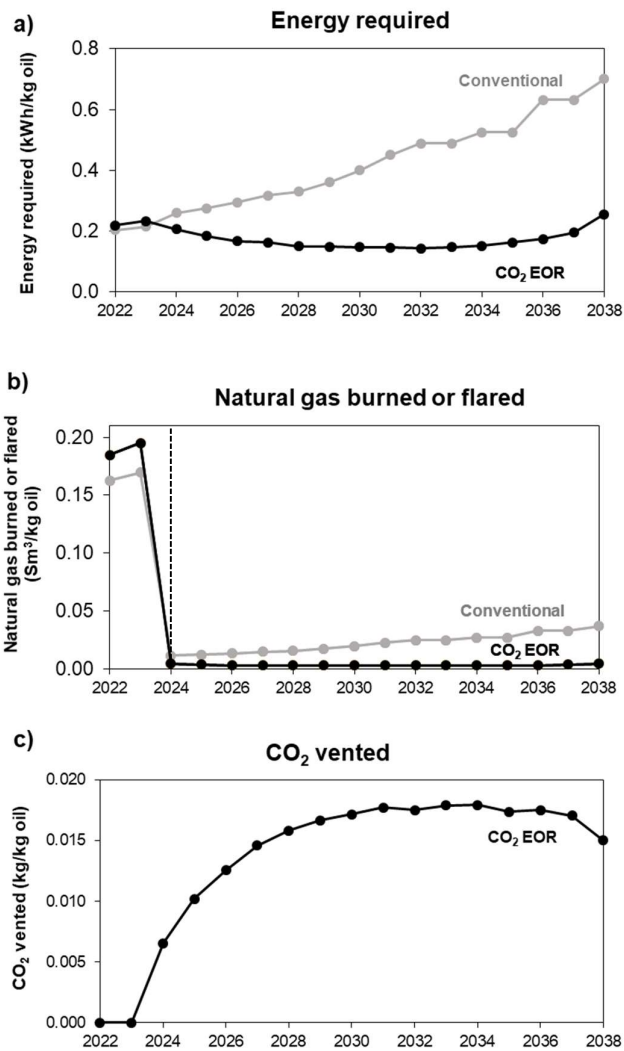 a)
Energy required
Energy required (kWh/kg oil)
0.8
0.6
0.4
0.2
0.0
Conventional
CO₂ EOR
2022 2024 2026 2028 2030 2032 2034 2036 2038
b)
Natural gas burned or flared
Natural gas burned or flared
(Sm³/kg oil)
0.20
0.15
0.10
0.05
0.00
Conventional
CO₂ EOR
2022 2024 2026 2028 2030 2032 2034 2036 2038
c)
CO₂ vented
CO₂ vented (kg/kg oil)
0.020
0.015
0.010
0.005
0.000
CO₂ EOR
2022 2024 2026 2028 2030 2032 2034 2036 2038